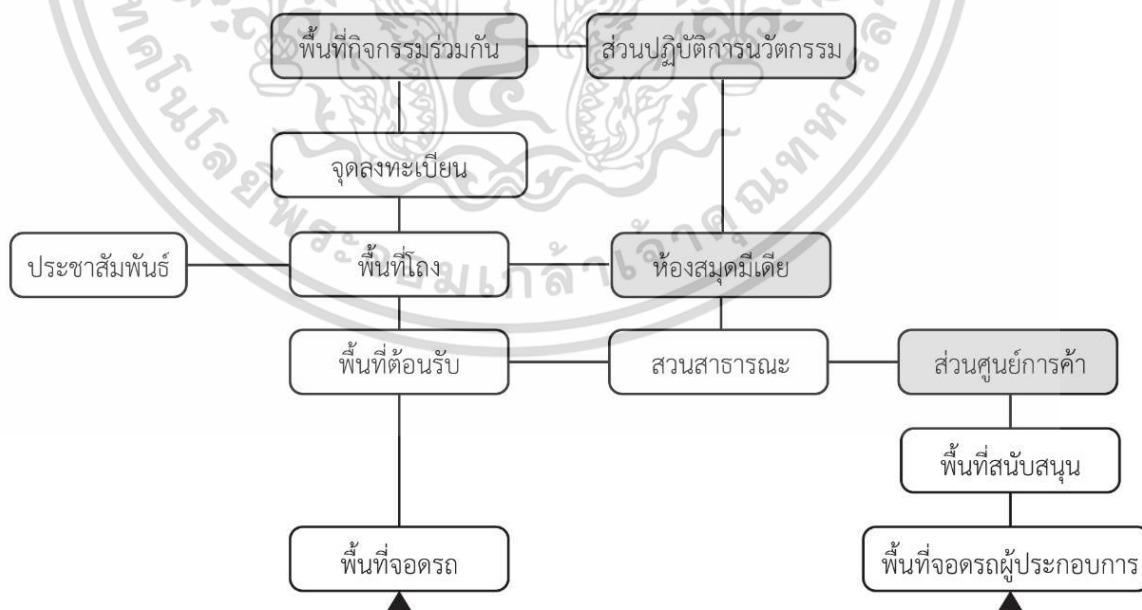 พื้นที่กิจกรรมร่วมกัน
ส่วนปฏิบัติการนวัตกรรม
จุดลงทะเบียน
ประชาสัมพันธ์
พื้นที่โถง
ห้องสมุดมีเดีย
พื้นที่ต้อนรับ
สวนสาธารณะ
ส่วนศูนย์การค้า
พื้นที่สนับสนุน
พื้นที่จอดรถ
พื้นที่จอดรถผู้ประกอบการ